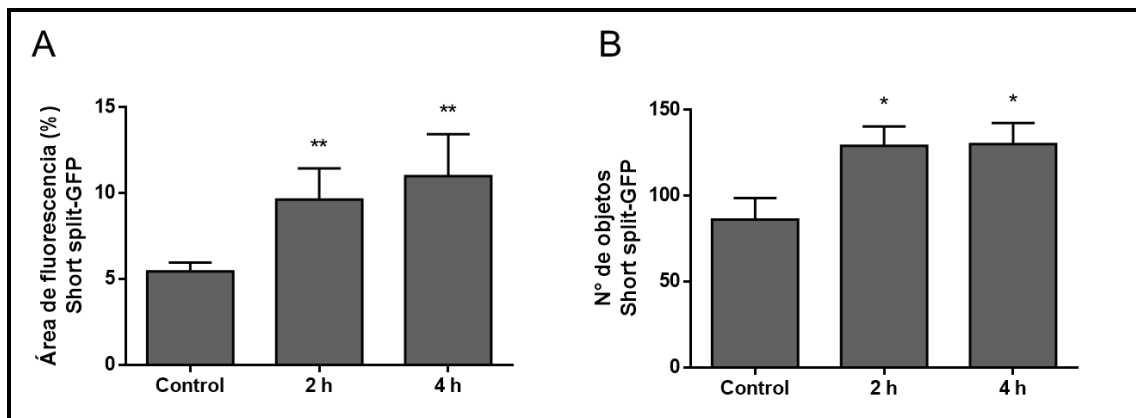 A
Área de fluorescencia (%)
Short split-GFP
15
10
5
0
**
**
Control
2 h
4 h
B
N° de objetos
Short split-GFP
150
100
50
0
*
*
Control
2 h
4 h